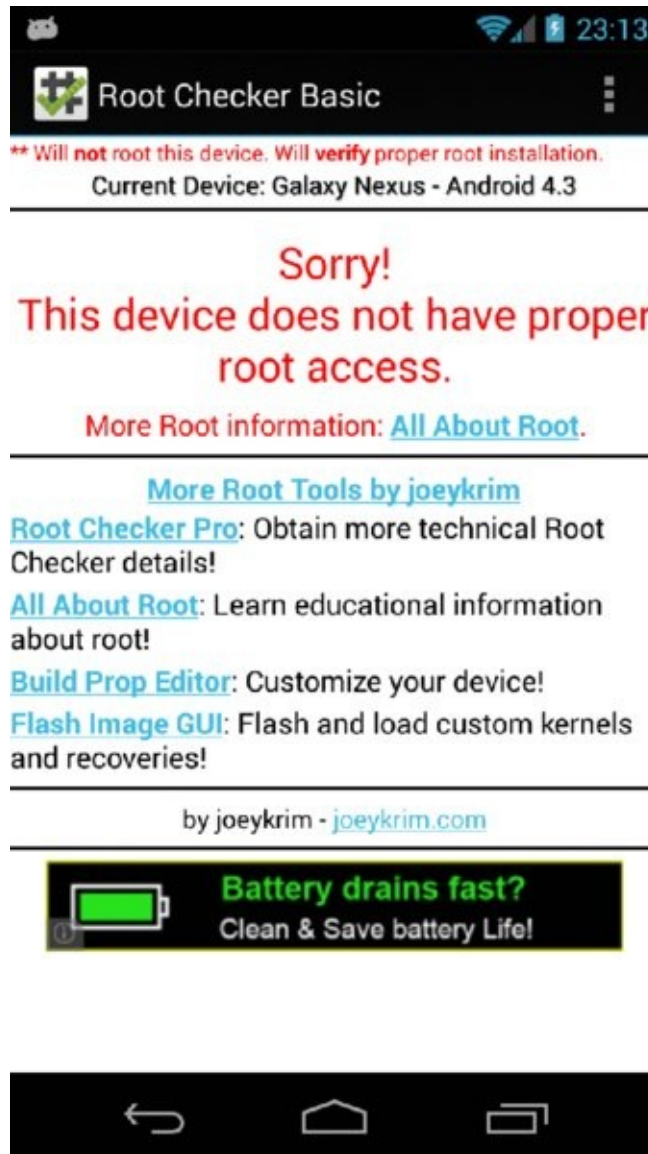 23:13
Root Checker Basic
** Will not root this device. Will verify proper root installation.
Current Device: Galaxy Nexus - Android 4.3
Sorry!
This device does not have proper
root access.
More Root information: All About Root.
More Root Tools by joeykrim
Root Checker Pro: Obtain more technical Root
Checker details!
All About Root: Learn educational information
about root!
Build Prop Editor: Customize your device!
Flash Image GUI: Flash and load custom kernels
and recoveries!
by joeykrim - joeykrim.com
Battery drains fast?
Clean & Save battery Life!